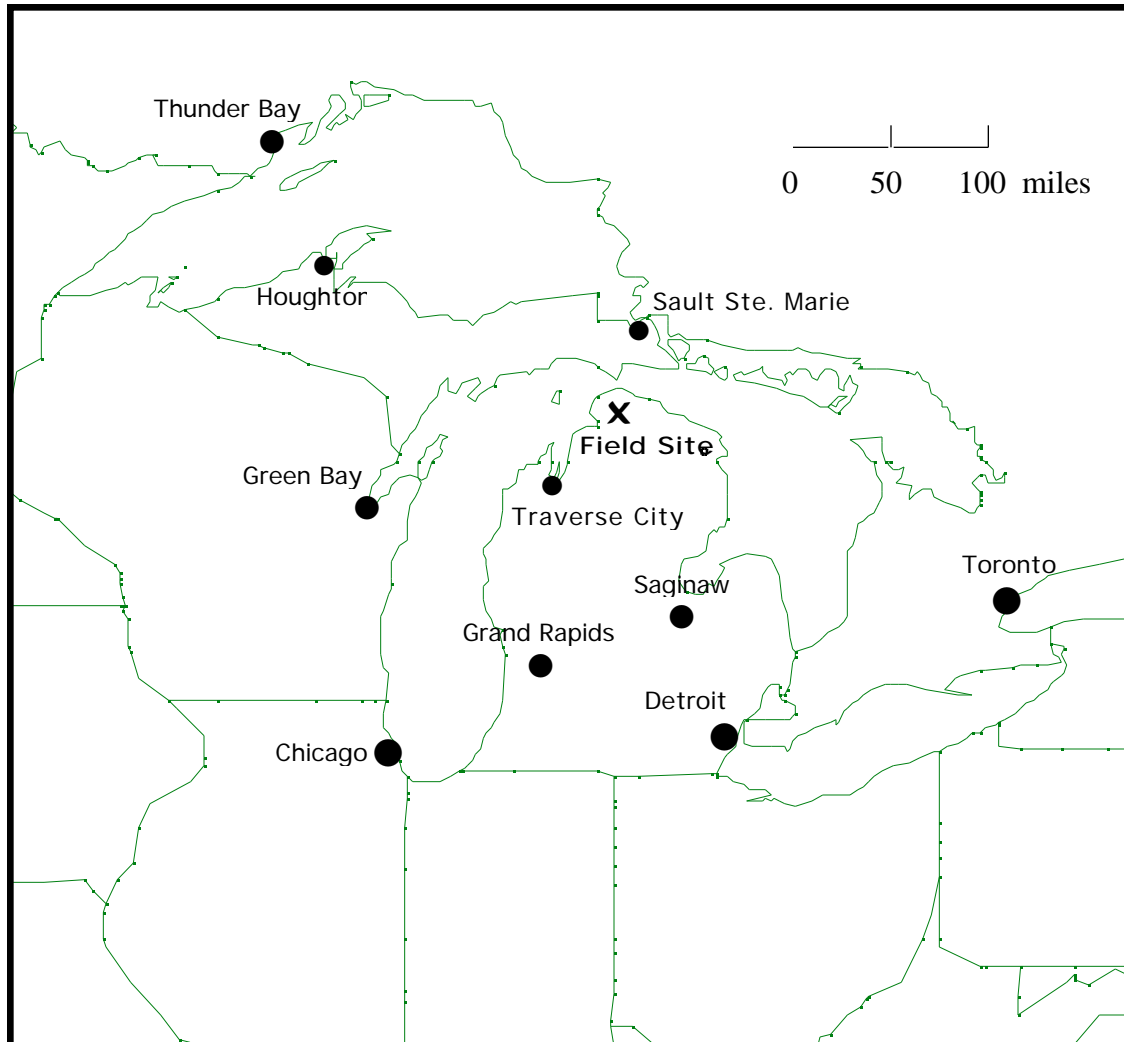 Thunder Bay
0 50 100 miles
Houghtor
Sault Ste. Marie
x
Field Site
Green Bay
Traverse City
Toronto
Saginaw
Grand Rapids
Detroit
Chicago